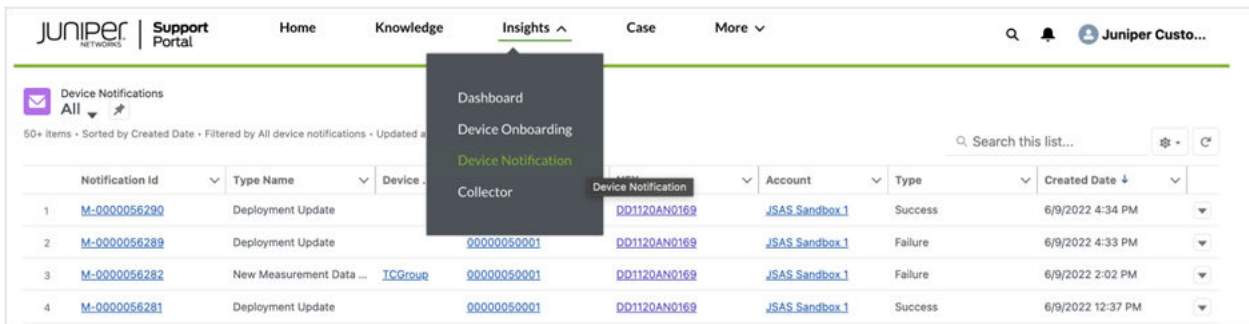 JUNIPER NETWORKS Support Portal Home Knowledge Insights Case More Juniper Custo...
Device Notifications
All
50+ items • Sorted by Created Date • Filtered by All device notifications • Updated a
Search this list...
Dashboard
Device Onboarding
Device Notification
Collector
Device Notification
Notification Id Type Name Device Account Type Created Date
1 M-0000056290 Deployment Update DD1120AN0169 JSAS Sandbox 1 Success 6/9/2022 4:34 PM
2 M-0000056289 Deployment Update 00000050001 DD1120AN0169 JSAS Sandbox 1 Failure 6/9/2022 4:33 PM
3 M-0000056282 New Measurement Data ... TCGroup 00000050001 DD1120AN0169 JSAS Sandbox 1 Failure 6/9/2022 2:02 PM
4 M-0000056281 Deployment Update 00000050001 DD1120AN0169 JSAS Sandbox 1 Success 6/9/2022 12:37 PM